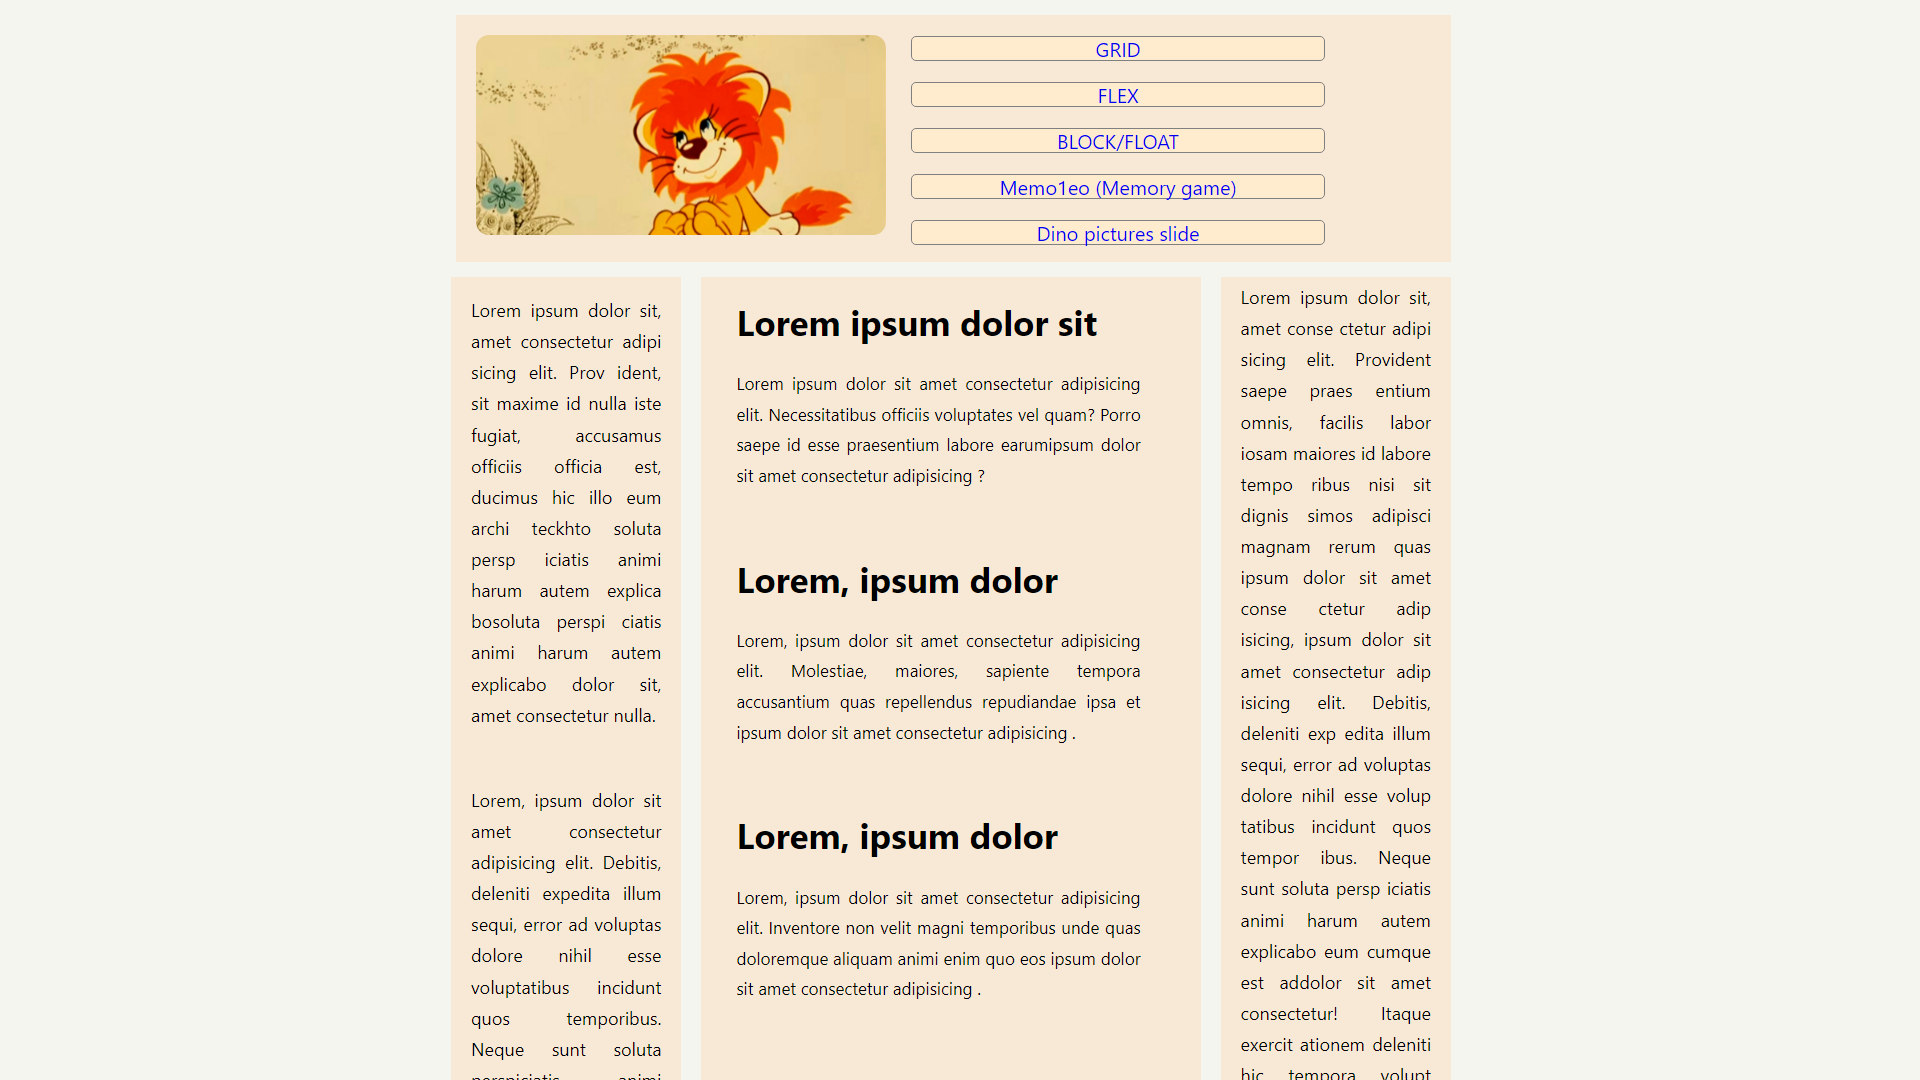 GRID
FLEX
BLOCK/FLOAT
Memo1eo (Memory game)
Dino pictures slide
Lorem ipsum dolor sit,
amet consectetur adipi
sicing elit. Prov ident,
sit maxime id nulla iste
fugiat, accusamus
officiis officia est,
ducimus hic illo eum
archi teckhto soluta
persp iciatis animi
harum autem explica
bosoluta perspi ciatis
animi harum autem
explicabo dolor sit,
amet consectetur nulla.
Lorem, ipsum dolor sit
amet consectetur
adipisicing elit. Debitis,
deleniti expedita illum
sequi, error ad voluptas
dolore nihil esse
voluptatibus incidunt
quos temporibus.
Neque sunt soluta
perspiciatis animi
Lorem ipsum dolor sit
Lorem ipsum dolor sit amet consectetur adipisicing
elit. Necessitatibus officiis voluptates vel quam? Porro
saepe id esse praesentium labore earumipsum dolor
sit amet consectetur adipisicing ?
Lorem, ipsum dolor
Lorem, ipsum dolor sit amet consectetur adipisicing
elit. Molestiae, maiores, sapiente tempora
accusantium quas repellendus repudiandae ipsa et
ipsum dolor sit amet consectetur adipisicing .
Lorem, ipsum dolor
Lorem, ipsum dolor sit amet consectetur adipisicing
elit. Inventore non velit magni temporibus unde quas
doloremque aliquam animi enim quo eos ipsum dolor
sit amet consectetur adipisicing .
Lorem ipsum dolor sit,
amet conse ctetur adipi
sicing elit. Provident
saepe praes entium
omnis, facilis labor
iosam maiores id labore
tempo ribus nisi sit
dignis simos adipisci
magnam rerum quas
ipsum dolor sit amet
conse ctetur adip
isicing, ipsum dolor sit
amet consectetur adip
isicing elit. Debitis,
deleniti exp edita illum
sequi, error ad voluptas
dolore nihil esse volup
tatibus incidunt quos
tempor ibus. Neque
sunt soluta persp iciatis
animi harum autem
explicabo eum cumque
est addolor sit amet
consectetur! Itaque
exercit ationem deleniti
hic tempora volupt